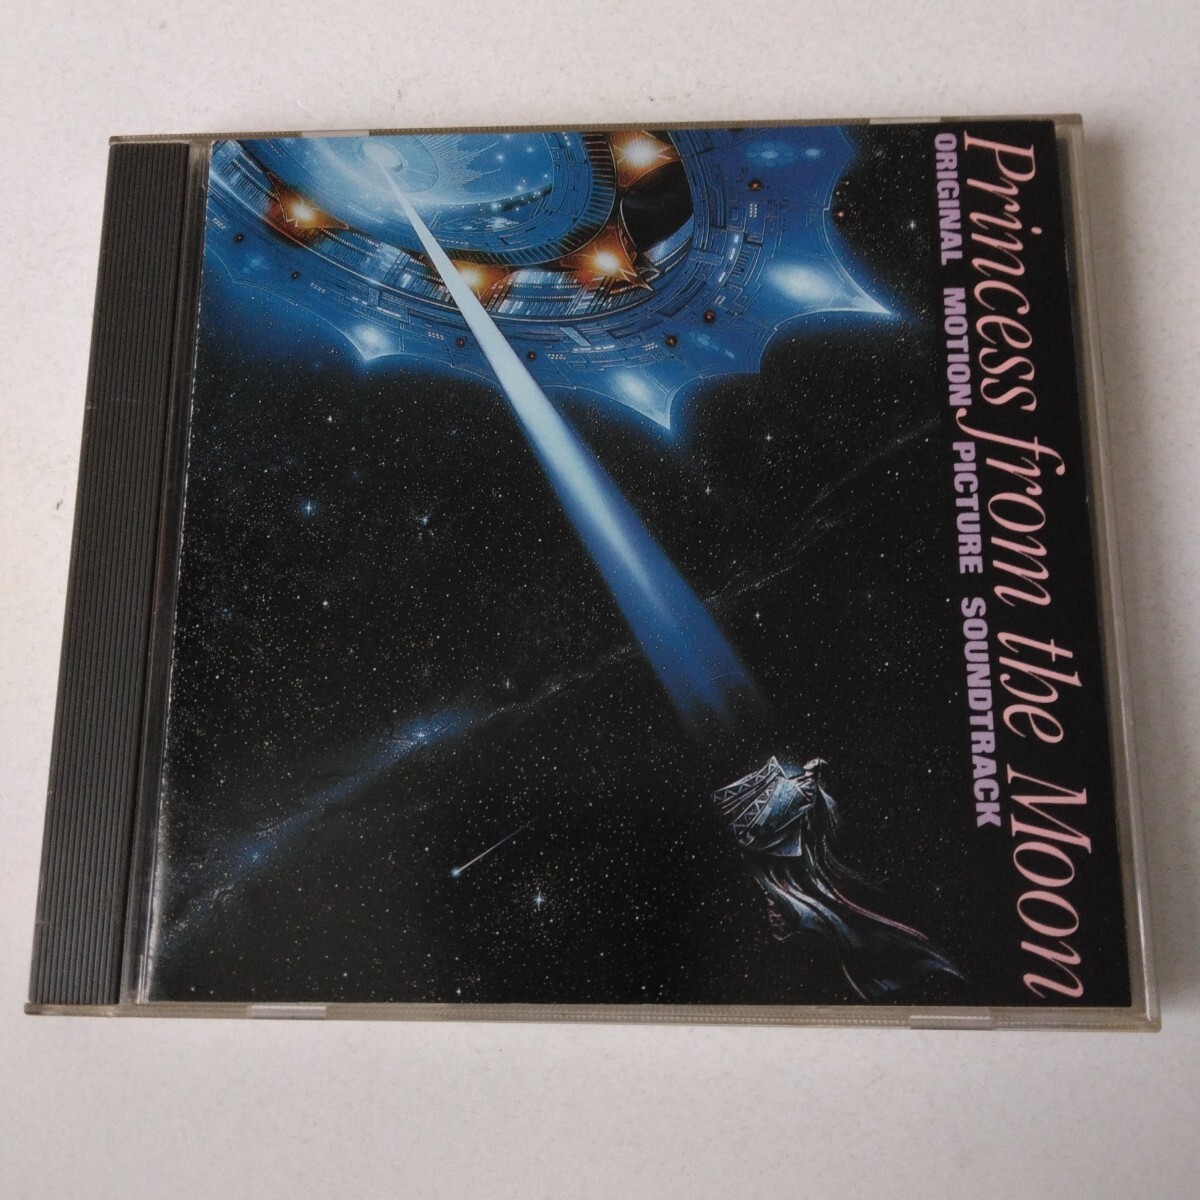 Princess from the Moon
ORIGINAL MOTION PICTURE SOUNDTRACK